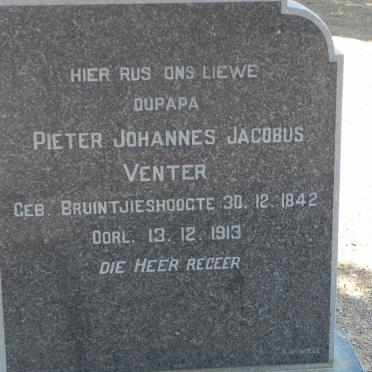 HIER RUS ONS LIEWE
OUPAPA
PIETER JOHANNES JACOBUS
VENTER
GEB. BRUINTJIESHOOGTE 30. 12. 1842
OORL. 13. 12. 1913
DIE HEER REGEER